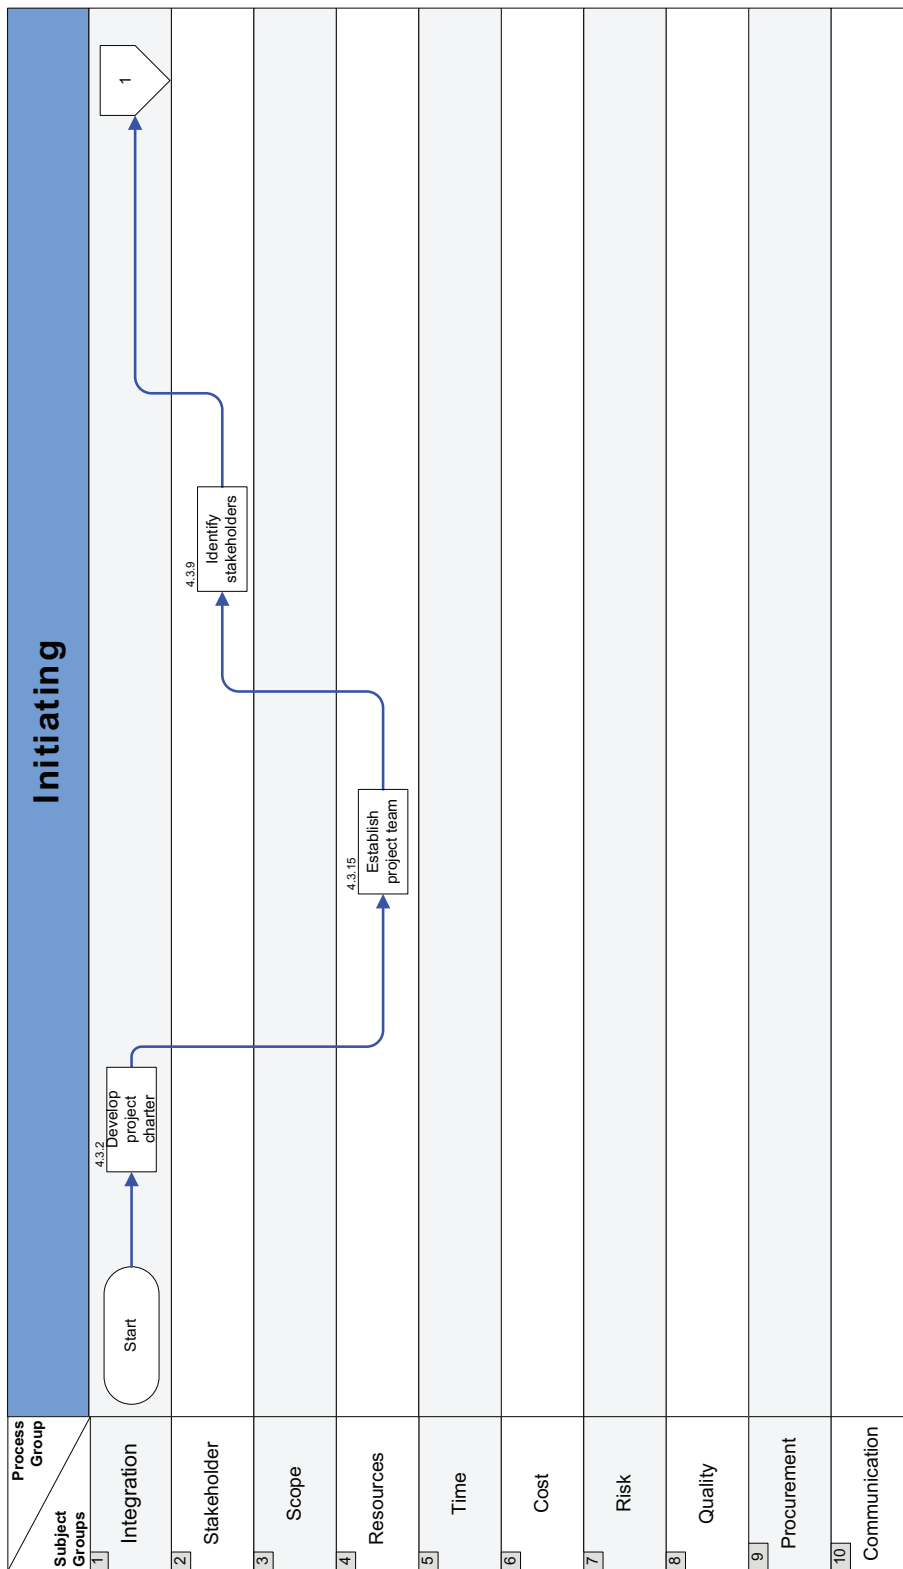 Process
Group
Subject
Groups
Initiating
1
Integration
Start
4.3.2
Develop
project
charter
1
2
Stakeholder
4.3.9
Identify
stakeholders
3
Scope
4
Resources
4.3.15
Establish
project team
5
Time
6
Cost
7
Risk
8
Quality
9
Procurement
10
Communication